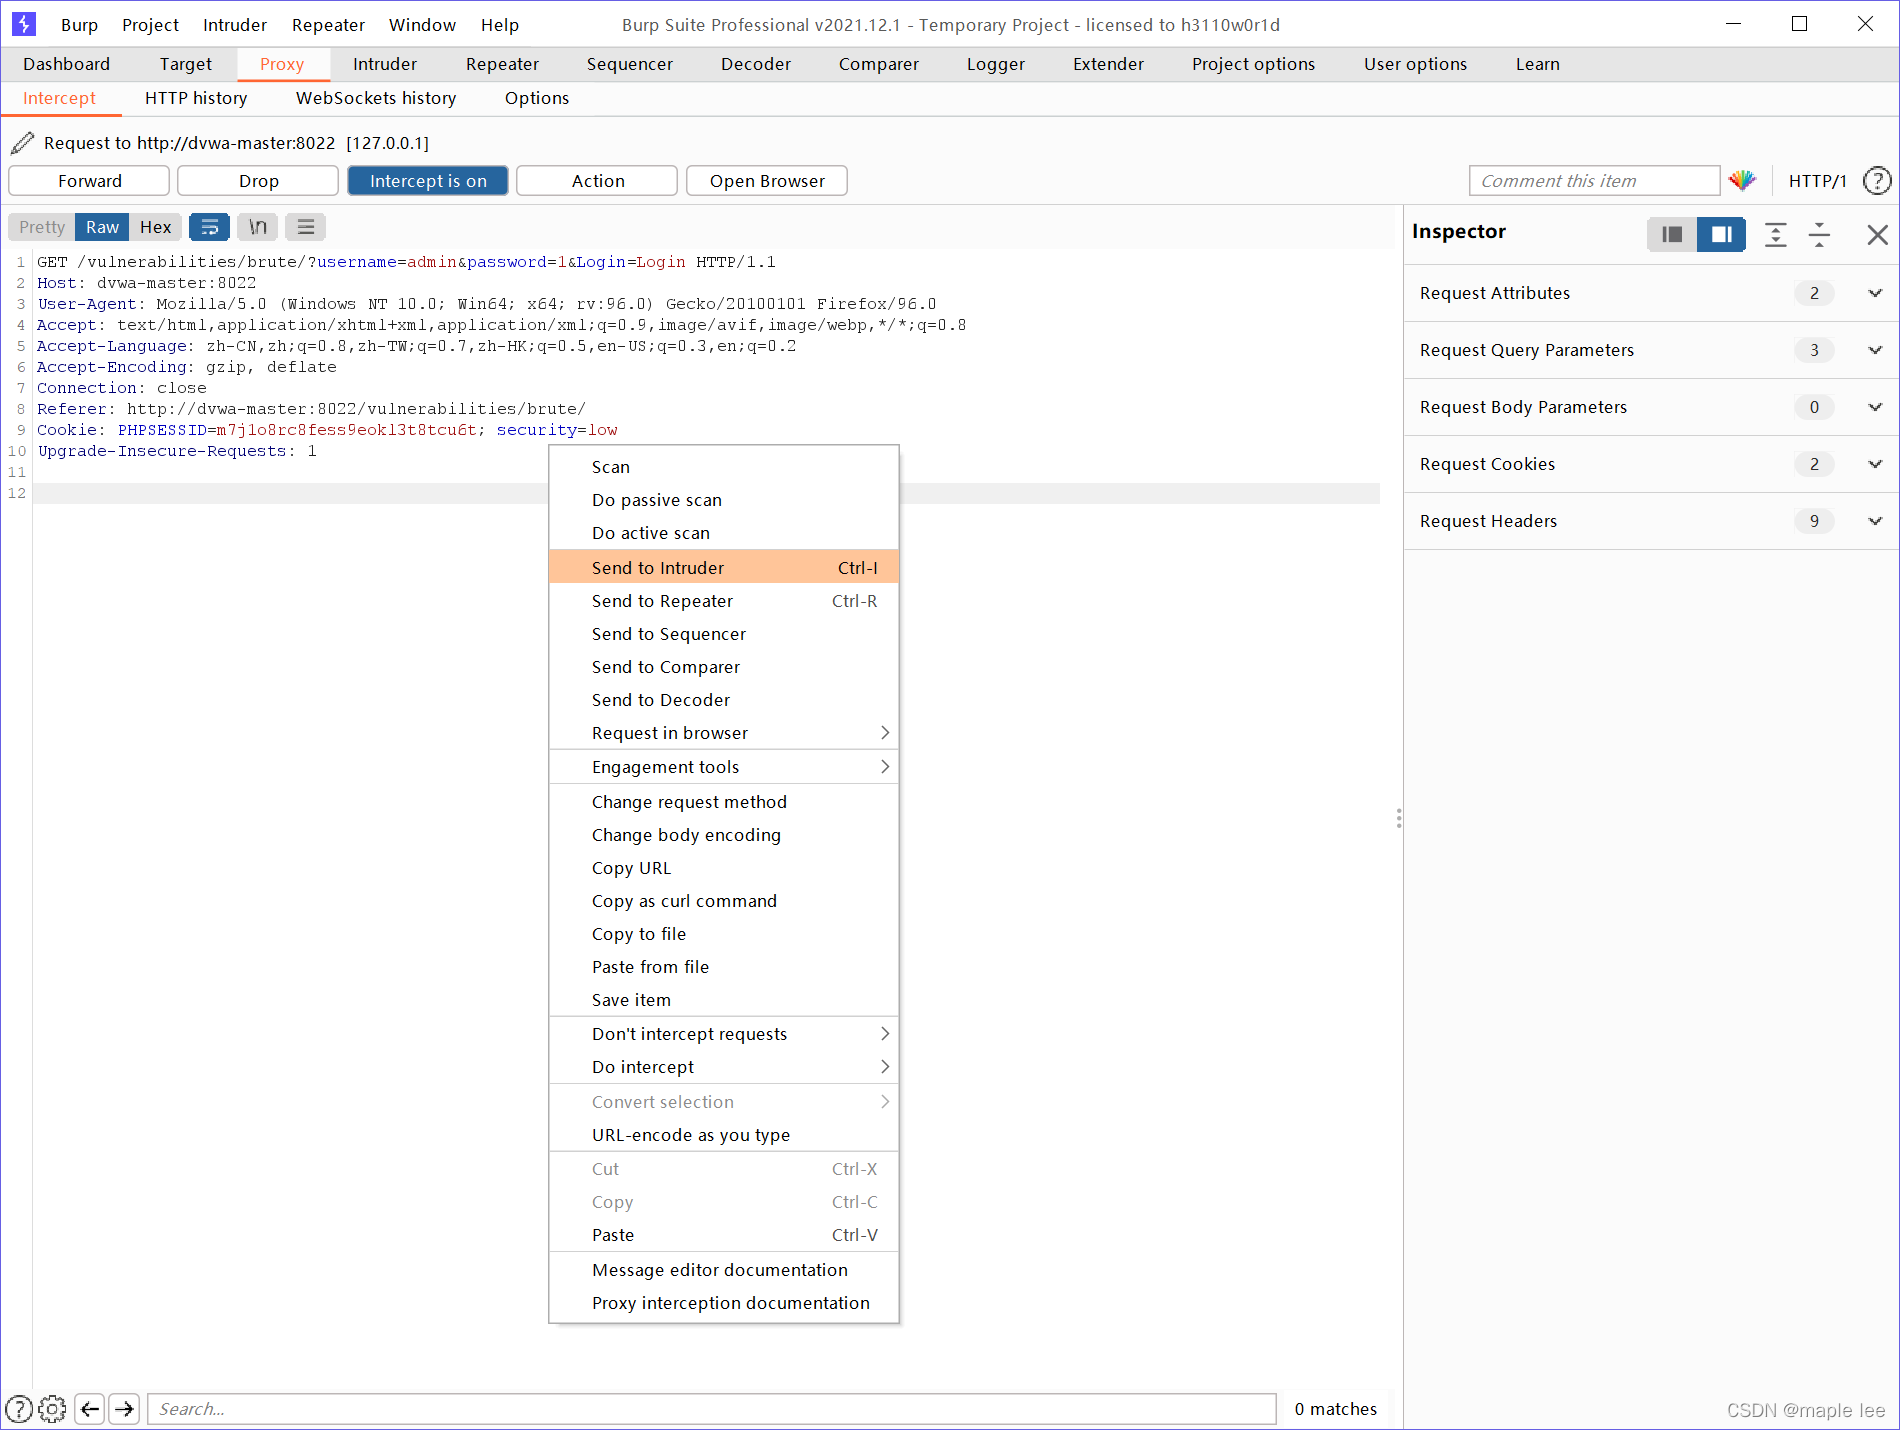 Burp Project Intruder Repeater Window Help Burp Suite Professional v2021.12.1 - Temporary Project - licensed to h3110w0r1d
Dashboard Target Proxy Intruder Repeater Sequencer Decoder Comparer Logger Extender Project options User options Learn
Intercept HTTP history WebSockets history Options
Request to http://dvwa-master:8022 [127.0.0.1]
Forward Drop Intercept is on Action Open Browser Comment this item HTTP/1 ?
Pretty Raw Hex \n
1 GET /vulnerabilities/brute/?username=admin&password=1&Login=Login HTTP/1.1
2 Host: dvwa-master:8022
3 User-Agent: Mozilla/5.0 (Windows NT 10.0; Win64; x64; rv:96.0) Gecko/20100101 Firefox/96.0
4 Accept: text/html,application/xhtml+xml,application/xml;q=0.9,image/avif,image/webp,*/*;q=0.8
5 Accept-Language: zh-CN,zh;q=0.8,zh-TW;q=0.7,zh-HK;q=0.5,en-US;q=0.3,en;q=0.2
6 Accept-Encoding: gzip, deflate
7 Connection: close
8 Referer: http://dvwa-master:8022/vulnerabilities/brute/
9 Cookie: PHPSESSID=m7j1o8rc8fess9eokl3t8tcu6t; security=low
10 Upgrade-Insecure-Requests: 1
11
12
Scan
Do passive scan
Do active scan
Send to Intruder Ctrl-I
Send to Repeater Ctrl-R
Send to Sequencer
Send to Comparer
Send to Decoder
Request in browser
Engagement tools
Change request method
Change body encoding
Copy URL
Copy as curl command
Copy to file
Paste from file
Save item
Don't intercept requests
Do intercept
Convert selection
URL-encode as you type
Cut Ctrl-X
Copy Ctrl-C
Paste Ctrl-V
Message editor documentation
Proxy interception documentation
Inspector
Request Attributes 2
Request Query Parameters 3
Request Body Parameters 0
Request Cookies 2
Request Headers 9
? Search... 0 matches
CSDN @maple lee